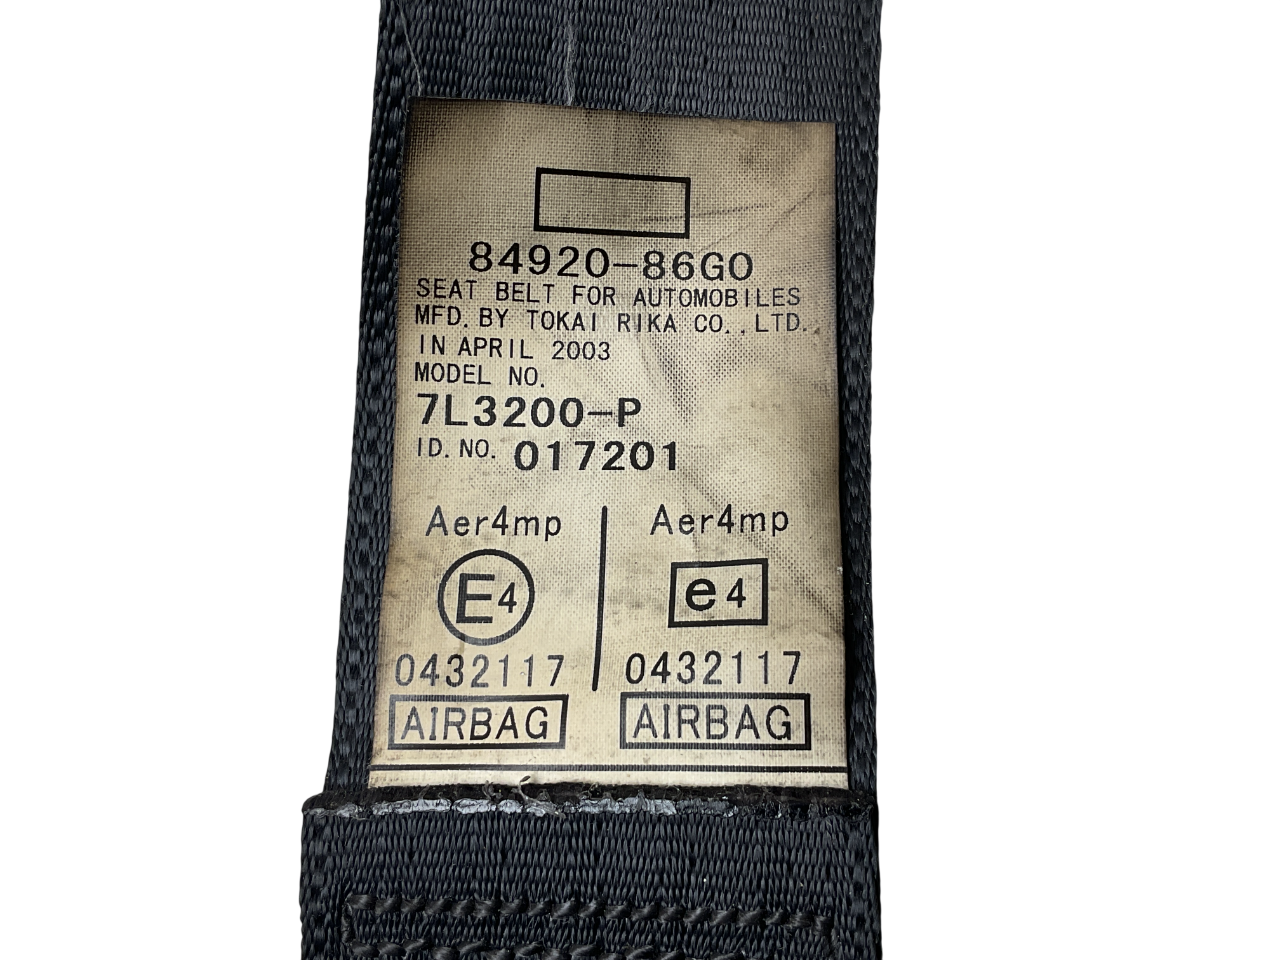 84920-86G0
SEAT BELT FOR AUTOMOBILES
MFD. BY TOKAI RIKA CO., LTD.
IN APRIL 2003
MODEL NO.
7L3200-P
ID. NO. 017201
Aer4mp
E4
0432117
AIRBAG
Aer4mp
e4
0432117
AIRBAG